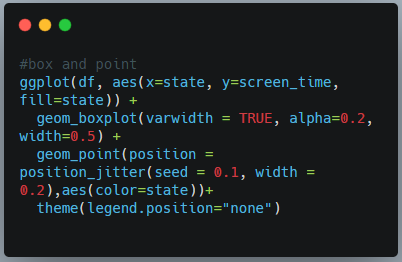 #box and point
ggplot(df, aes(x=state, y=screen_time,
fill=state)) +
  geom_boxplot(varwidth = TRUE, alpha=0.2,
width=0.5) +
  geom_point(position =
position_jitter(seed = 0.1, width =
0.2),aes(color=state))+
  theme(legend.position="none")